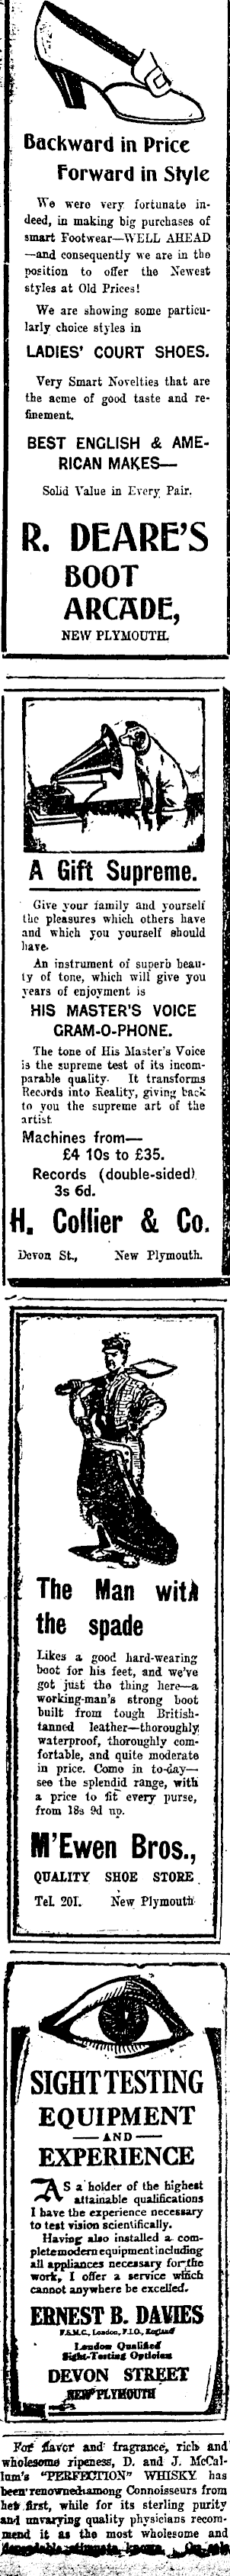 Backward in Price
Forward in Style
We were very fortunate in-
deed, in making big purchases of
smart Footwear—WELL AHEAD
—and consequently we are in the
position to offer the Newest
styles at Old Prices!
We are showing some particu-
larly choice styles in
LADIES' COURT SHOES.
Very Smart Novelties that are
the acme of good taste and re-
finement.
BEST ENGLISH & AME-
RICAN MAKES—
Solid Value in Every Pair.
R. DEARE'S
BOOT
ARCADE,
NEW PLYMOUTH.
A Gift Supreme.
Give your family and yourself
the pleasures which others have
and which you yourself should
have.
An instrument of superb beau-
ty of tone, which will give you
years of enjoyment is
HIS MASTER'S VOICE
GRAM-O-PHONE.
The tone of His Master's Voice
is the supreme test of its incom-
parable quality. It transforms
Records into Reality, giving back
to you the supreme art of the
artist.
Machines from—
£4 10s to £35.
Records (double-sided)
3s 6d.
H. Collier & Co.
Devon St., New Plymouth.
The Man with
the spade
Likes a good hard-wearing
boot for his feet, and we've
got just the thing here—a
working-man's strong boot
built from tough British-
tanned leather—thoroughly
waterproof, thoroughly com-
fortable, and quite moderate
in price. Come in to-day—
see the splendid range, with
a price to fit every purse,
from 18s 9d up.
M'Ewen Bros.,
QUALITY SHOE STORE
Tel. 201. New Plymouth
SIGHT TESTING
EQUIPMENT
AND
EXPERIENCE
AS a holder of the highest
attainable qualifications
I have the experience necessary
to test vision scientifically.
Having also installed a com-
plete modern equipment including
all appliances necessary for the
work, I offer a service which
cannot anywhere be excelled.
ERNEST B. DAVIES
F.S.M.C., London, F.I.O., England
London Qualified
Sight-Testing Optician
DEVON STREET
NEW PLYMOUTH
For flavor and fragrance, rich and
wholesome ripeness, D. and J. McCal-
lum's "PERFECTION" WHISKY has
been renowned among Connoisseurs from
the first, while for its sterling purity
and unvarying quality physicians recom-
mend it as the most wholesome and